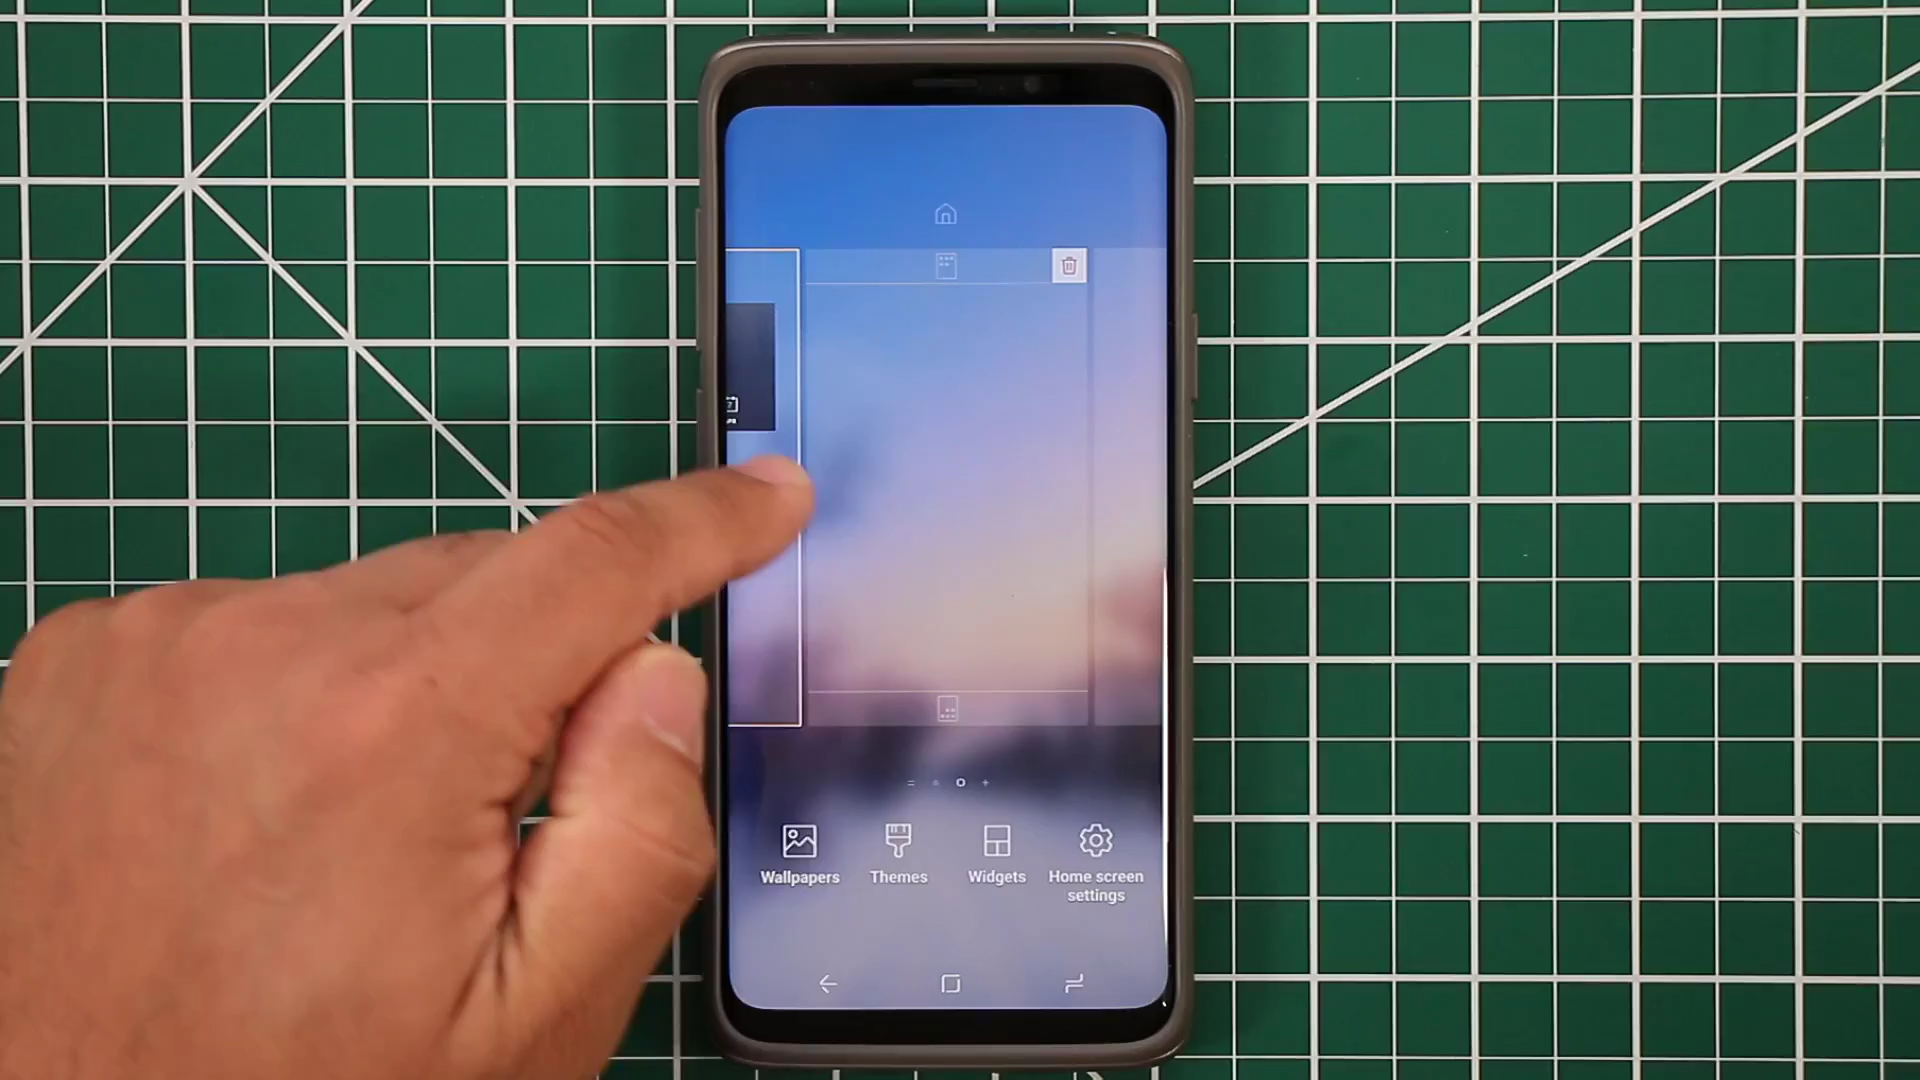 Wallpapers
Themes
Widgets
Home screen
settings